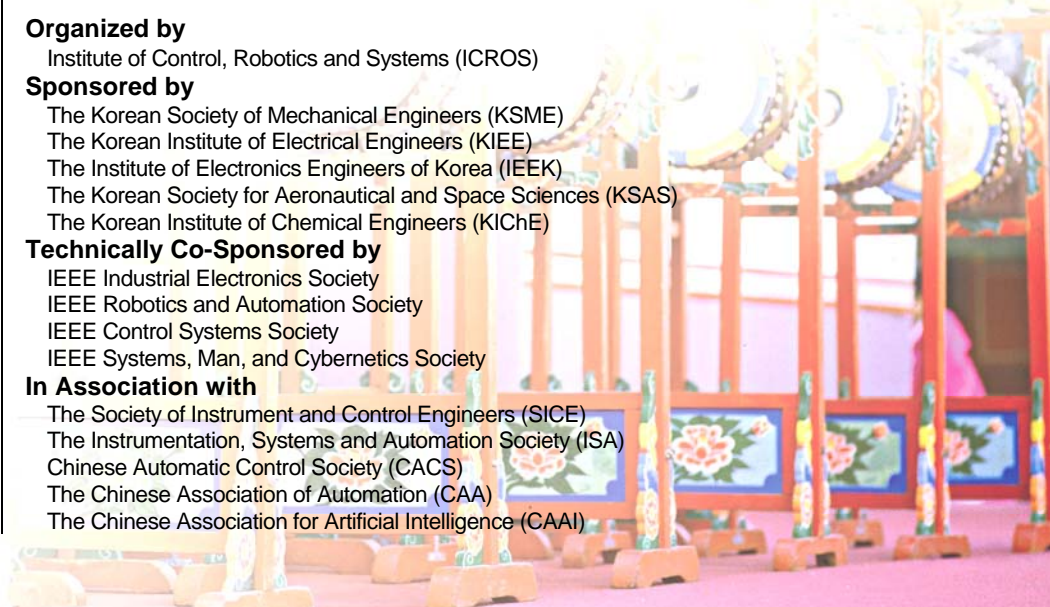 Organized by
Institute of Control, Robotics and Systems (ICROS)
Sponsored by
The Korean Society of Mechanical Engineers (KSME)
The Korean Institute of Electrical Engineers (KIEE)
The Institute of Electronics Engineers of Korea (IEEK)
The Korean Society for Aeronautical and Space Sciences (KSAS)
The Korean Institute of Chemical Engineers (KIChE)
Technically Co-Sponsored by
IEEE Industrial Electronics Society
IEEE Robotics and Automation Society
IEEE Control Systems Society
IEEE Systems, Man, and Cybernetics Society
In Association with
The Society of Instrument and Control Engineers (SICE)
The Instrumentation, Systems and Automation Society (ISA)
Chinese Automatic Control Society (CACS)
The Chinese Association of Automation (CAA)
The Chinese Association for Artificial Intelligence (CAAI)